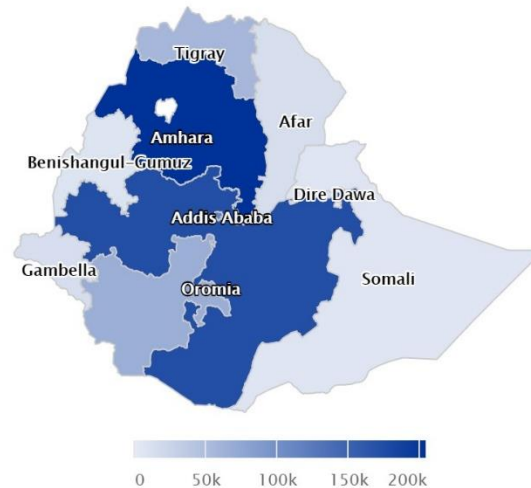 Tigray
Afar
Amhara
Benishangul-Gumuz
Dire Dawa
Addis Ababa
Gambella
Somali
Oromia
0 50k 100k 150k 200k